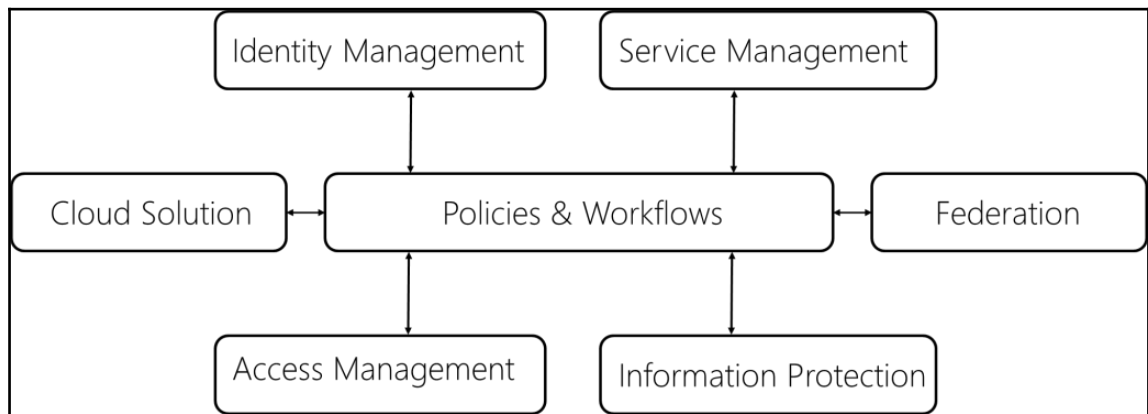 Identity Management
Service Management
Cloud Solution
Policies & Workflows
Federation
Access Management
Information Protection